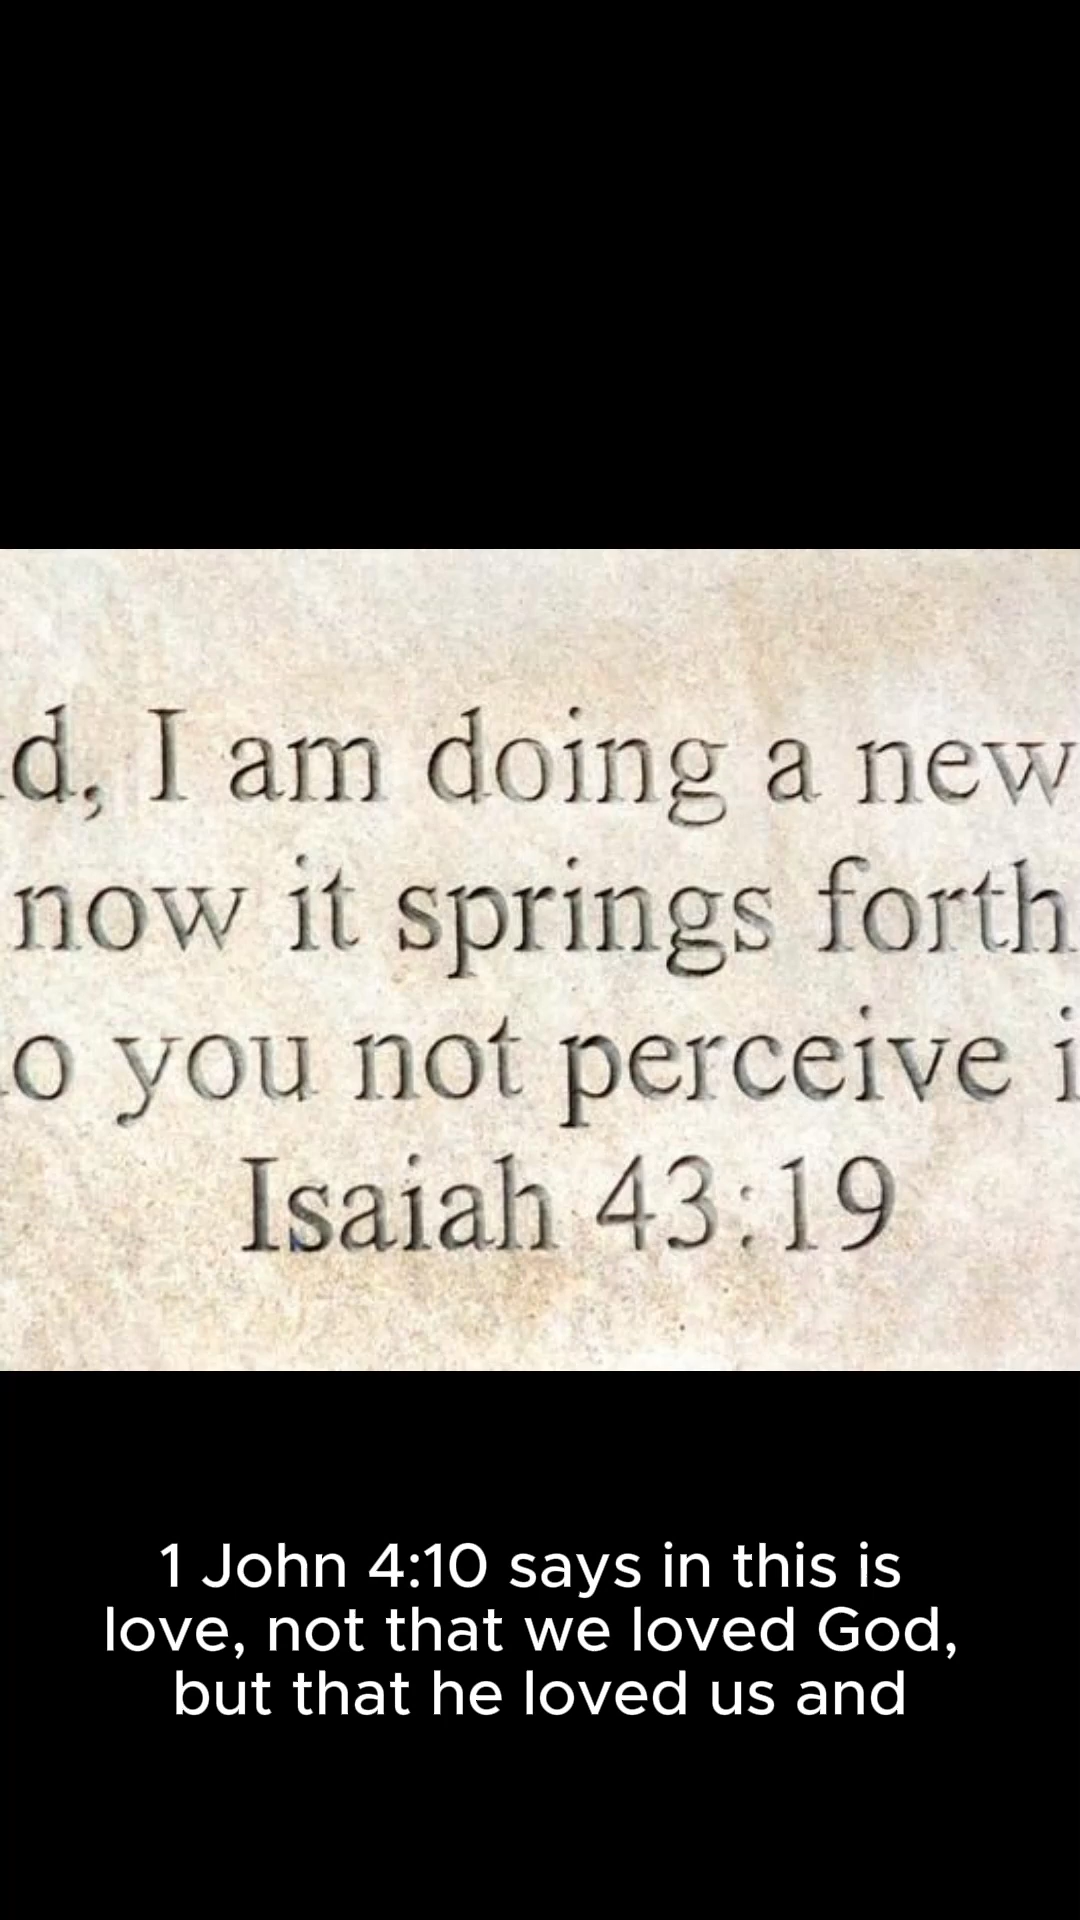 d, I am doing a new
now it springs forth
o you not perceive i
Isaiah 43:19
1 John 4:10 says in this is
love, not that we loved God,
but that he loved us and